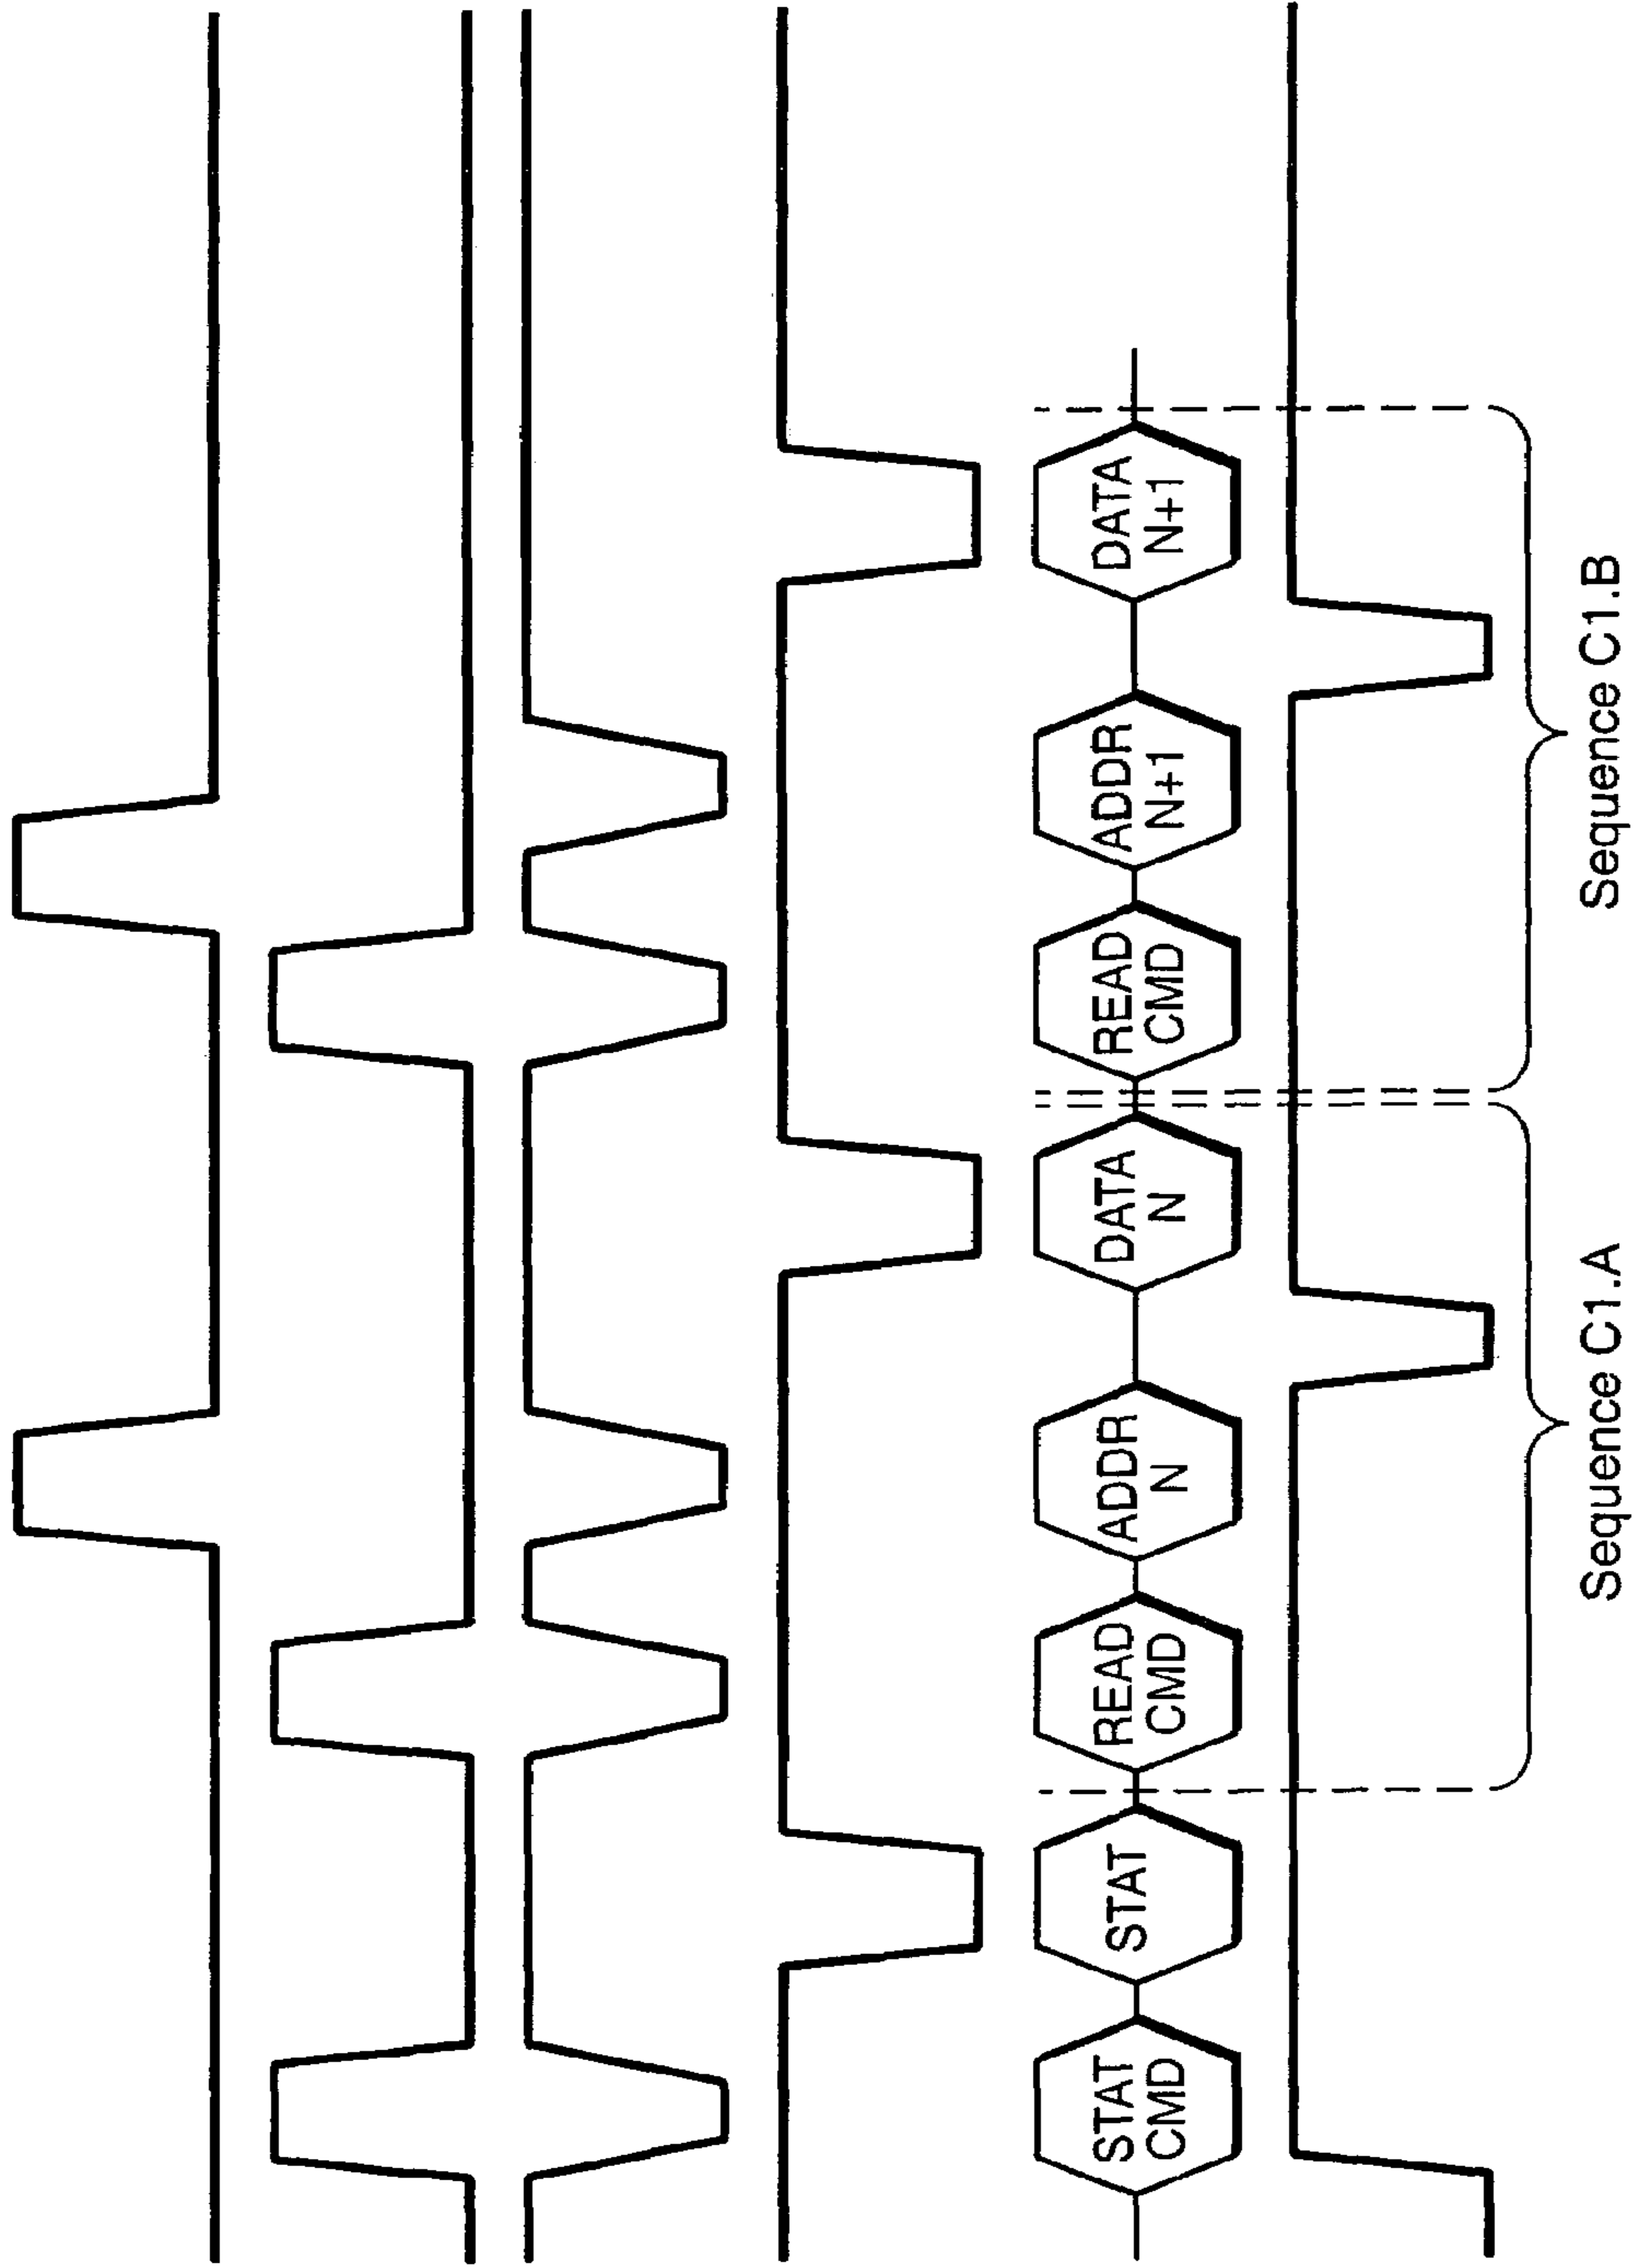 STAT
CMD
STAT
READ
CMD
ADDR
N
DATA
N
READ
CMD
ADDR
N+1
DATA
N+1
Sequence C1.A
Sequence C1.B